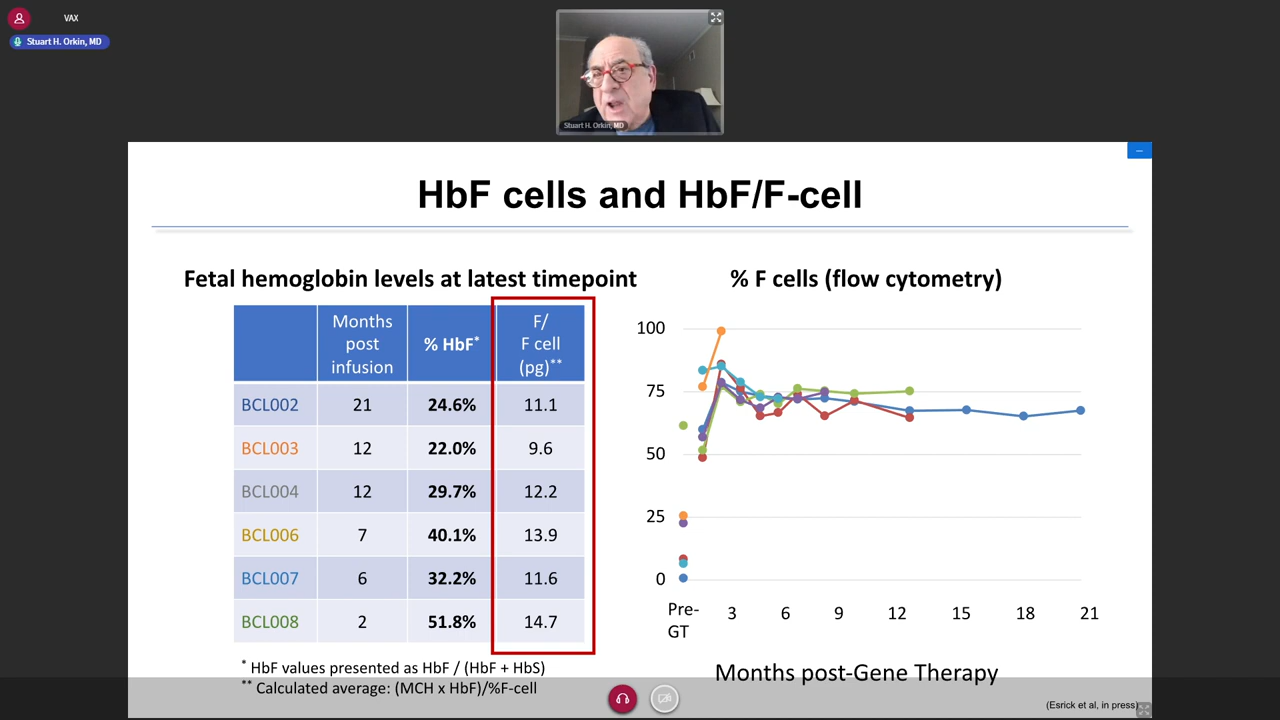 VAX
Stuart H. Orkin, MD
Stuart H. Orkin, MD
HbF cells and HbF/F-cell
Fetal hemoglobin levels at latest timepoint
Months post infusion % HbF* F/ F cell (pg)**
BCL002 21 24.6% 11.1
BCL003 12 22.0% 9.6
BCL004 12 29.7% 12.2
BCL006 7 40.1% 13.9
BCL007 6 32.2% 11.6
BCL008 2 51.8% 14.7
* HbF values presented as HbF / (HbF + HbS)
** Calculated average: (MCH x HbF)/%F-cell
% F cells (flow cytometry)
100
75
50
25
0
Pre-GT 3 6 9 12 15 18 21
Months post-Gene Therapy
(Esrick et al, in press)